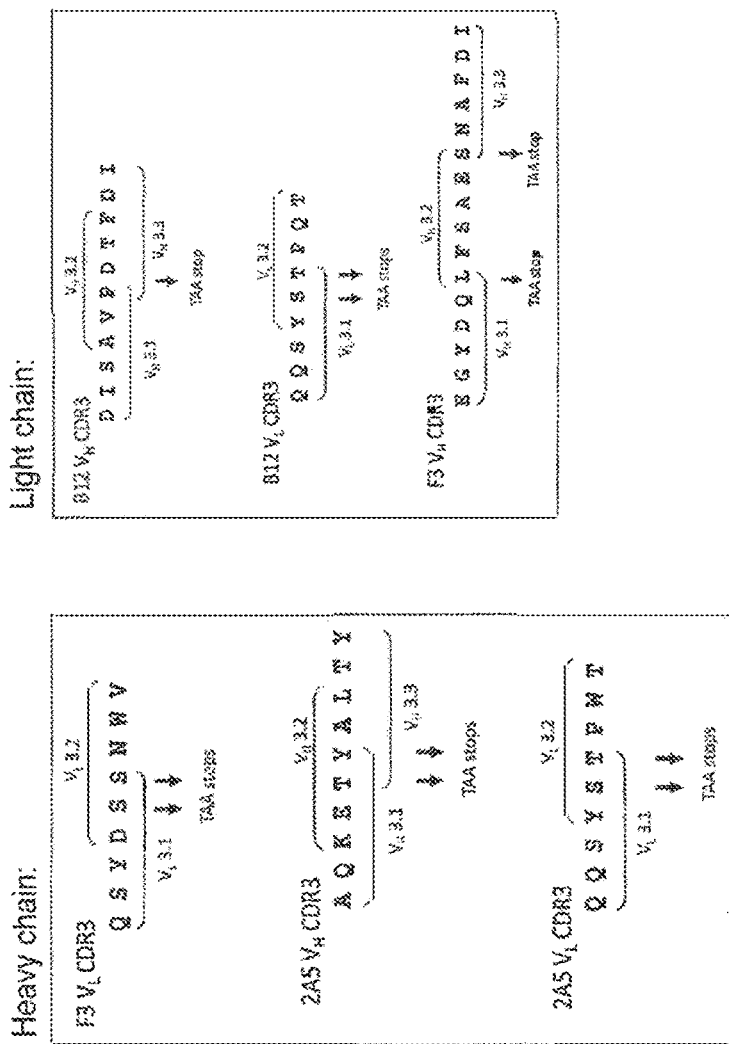 Heavy chain:
F3 VL CDR3
VL 3.2
Q S Y D S S N W V
VL 3.1
TAA stops
2A5 VH CDR3
VH 3.2
A Q K E T Y A L T Y
VH 3.1
VH 3.3
TAA stops
2A5 VL CDR3
VL 3.2
Q Q S Y S T P W T
VL 3.1
TAA stops
Light chain:
B12 VH CDR3
D I S A V P D T F D I
VH 3.3
TAA stop
B12 VL CDR3
VL 3.2
Q Q S Y S T P Q T
VL 3.1
TAA stops
F3 VH CDR3
VH 3.2
E G Y D Q L F S A E S N A F D I
VH 3.1
VH 3.3
TAA stop
TAA stop